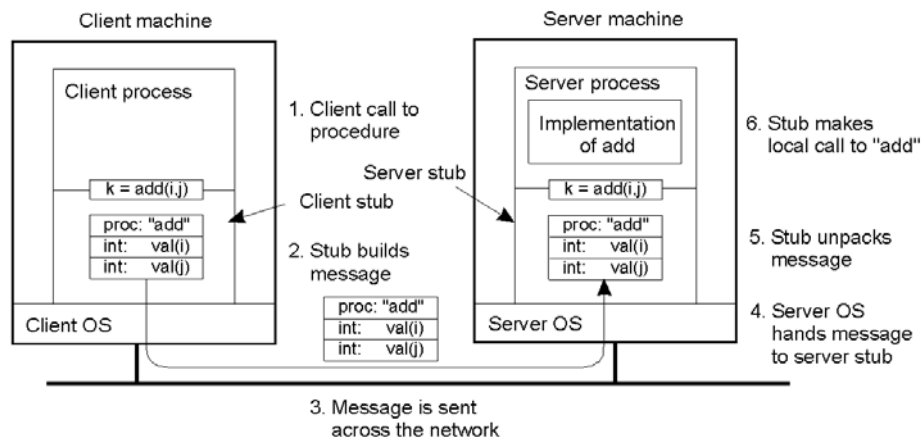 Client machine
Server machine
Client process
1. Client call to
procedure
k = add(i,j)
Client stub
proc: "add"
int: val(i)
int: val(j)
2. Stub builds
message
proc: "add"
int: val(i)
int: val(j)
Client OS
3. Message is sent
across the network
Server process
Implementation
of add
Server stub
k = add(i,j)
proc: "add"
int: val(i)
int: val(j)
Server OS
6. Stub makes
local call to "add"
5. Stub unpacks
message
4. Server OS
hands message
to server stub